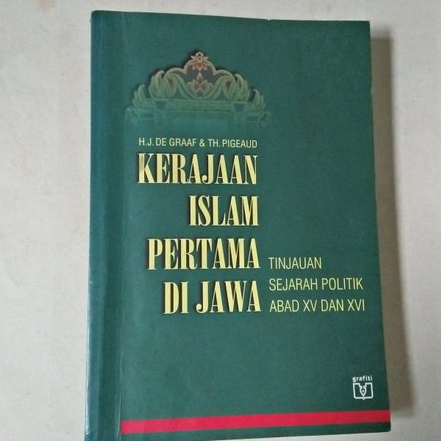 H.J. DE GRAAF & TH. PIGEAUD
KERAJAAN
ISLAM
PERTAMA
DI JAWA
TINJAUAN
SEJARAH POLITIK
ABAD XV DAN XVI
grafiti